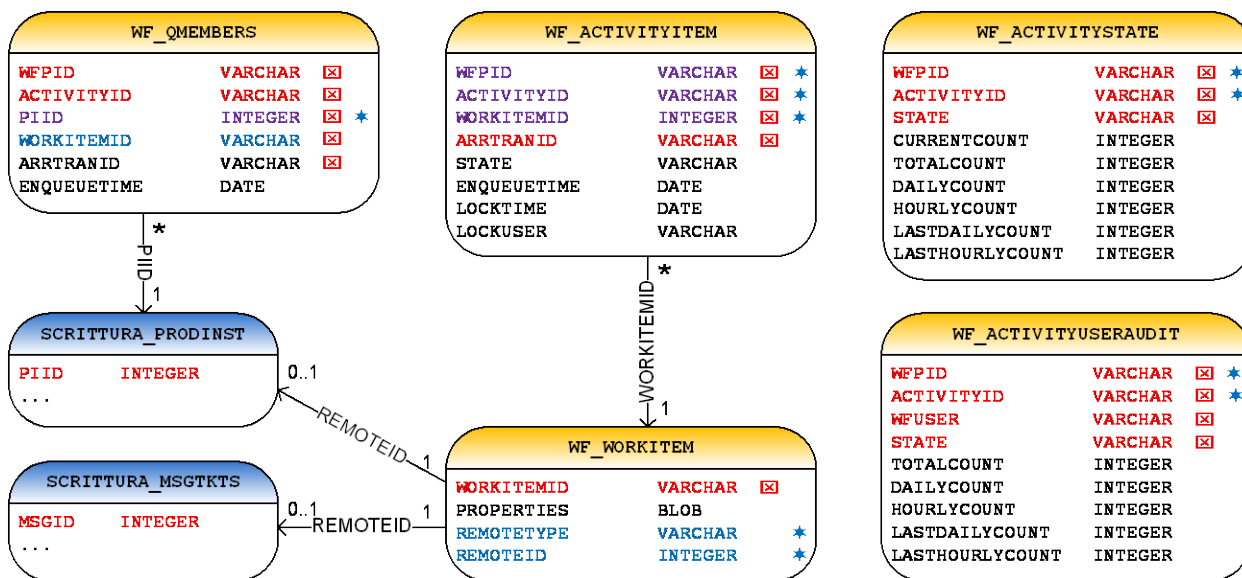 WF_QMEMBERS
WFPID VARCHAR
ACTIVITYID VARCHAR
PIID INTEGER
WORKITEMID VARCHAR
ARRTRANID VARCHAR
ENQUEUETIME DATE
WF_ACTIVITYITEM
WFPID VARCHAR
ACTIVITYID VARCHAR
WORKITEMID INTEGER
ARRTRANID VARCHAR
STATE VARCHAR
ENQUEUETIME DATE
LOCKTIME DATE
LOCKUSER VARCHAR
WF_ACTIVITYSTATE
WFPID VARCHAR
ACTIVITYID VARCHAR
STATE VARCHAR
CURRENTCOUNT INTEGER
TOTALCOUNT INTEGER
DAILYCOUNT INTEGER
HOURLYCOUNT INTEGER
LASTDAILYCOUNT INTEGER
LASTHOURLYCOUNT INTEGER
*
PIID
1
*
WORKITEMID
1
SCRITTURA_PRODINST
PIID INTEGER
...
0..1
REMOTEID
1
SCRITTURA_MSGTKTS
MSGID INTEGER
...
0..1
REMOTEID
1
WF_WORKITEM
WORKITEMID VARCHAR
PROPERTIES BLOB
REMOTETYPE VARCHAR
REMOTEID INTEGER
WF_ACTIVITYUSERAUDIT
WFPID VARCHAR
ACTIVITYID VARCHAR
WFUSER VARCHAR
STATE VARCHAR
TOTALCOUNT INTEGER
DAILYCOUNT INTEGER
HOURLYCOUNT INTEGER
LASTDAILYCOUNT INTEGER
LASTHOURLYCOUNT INTEGER